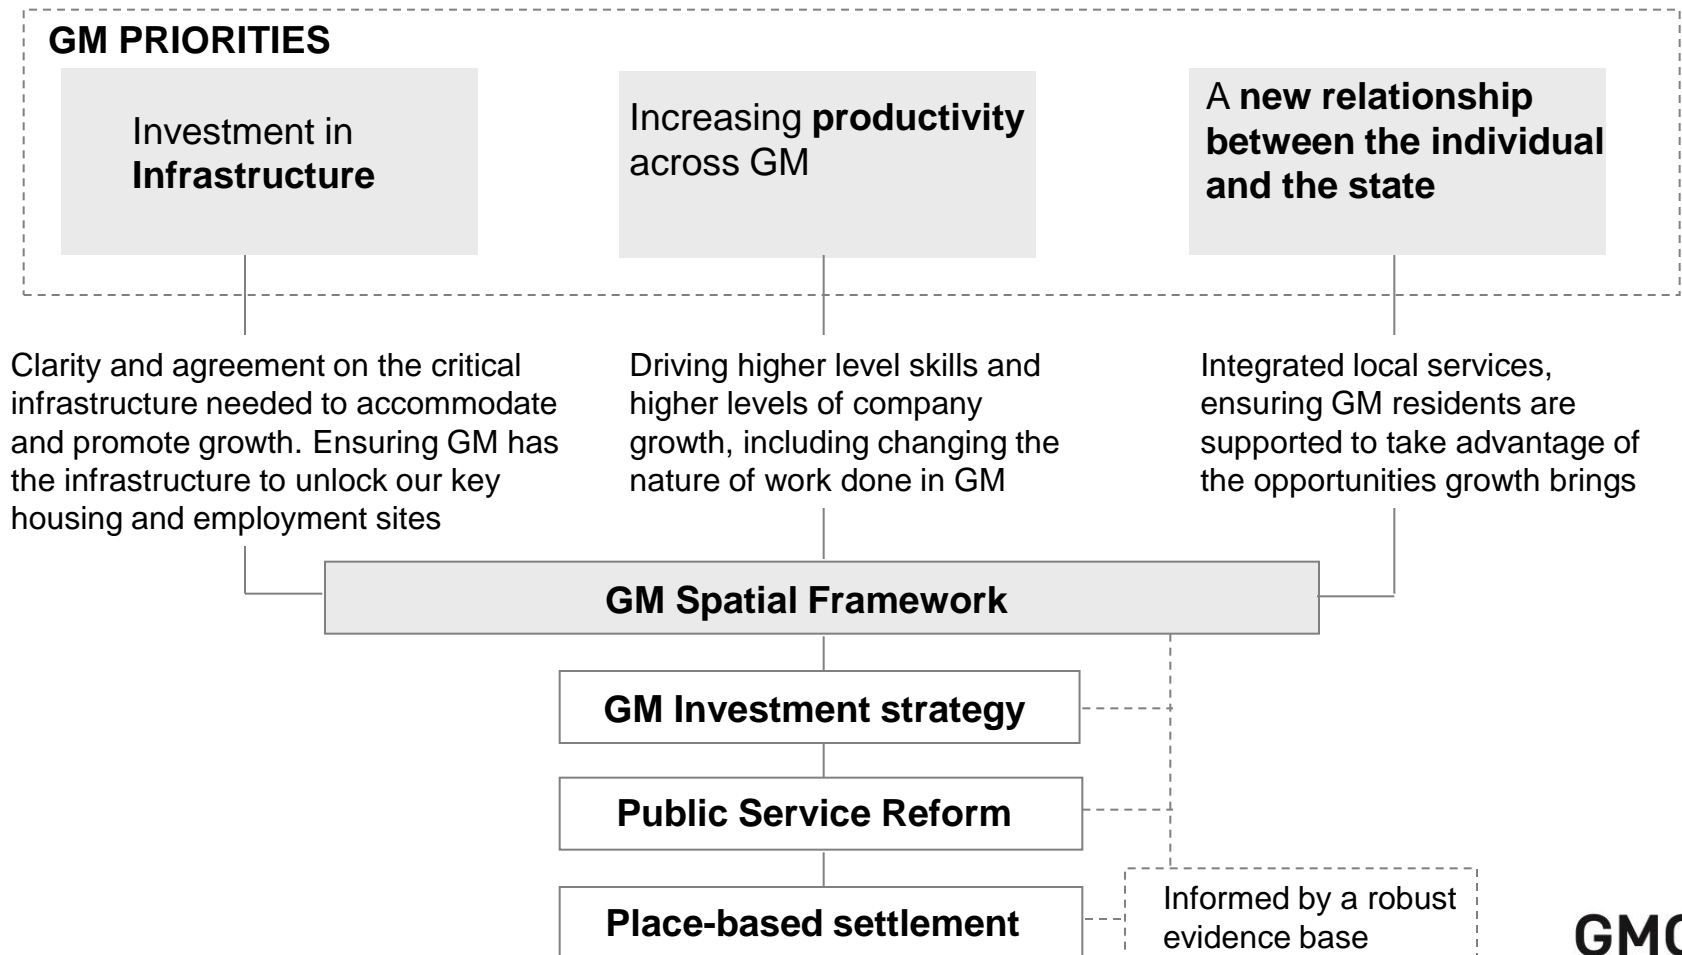 GM PRIORITIES
Investment in
Infrastructure
Increasing productivity
across GM
A new relationship
between the individual
and the state
Clarity and agreement on the critical
infrastructure needed to accommodate
and promote growth. Ensuring GM has
the infrastructure to unlock our key
housing and employment sites
Driving higher level skills and
higher levels of company
growth, including changing the
nature of work done in GM
Integrated local services,
ensuring GM residents are
supported to take advantage of
the opportunities growth brings
GM Spatial Framework
GM Investment strategy
Public Service Reform
Place-based settlement
Informed by a robust
evidence base
GMC